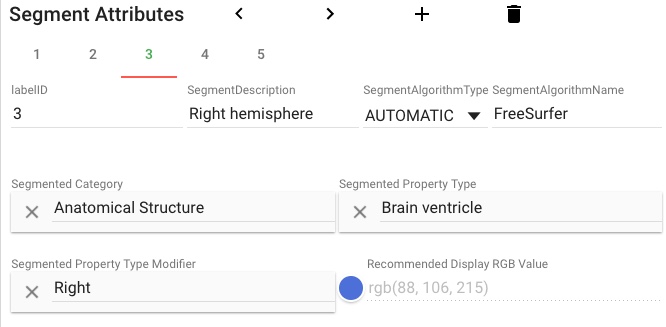 Segment Attributes
1 2 3 4 5
labelID SegmentDescription SegmentAlgorithmType SegmentAlgorithmName
3 Right hemisphere AUTOMATIC FreeSurfer
Segmented Category Segmented Property Type
Anatomical Structure Brain ventricle
Segmented Property Type Modifier Recommended Display RGB Value
Right rgb(88, 106, 215)